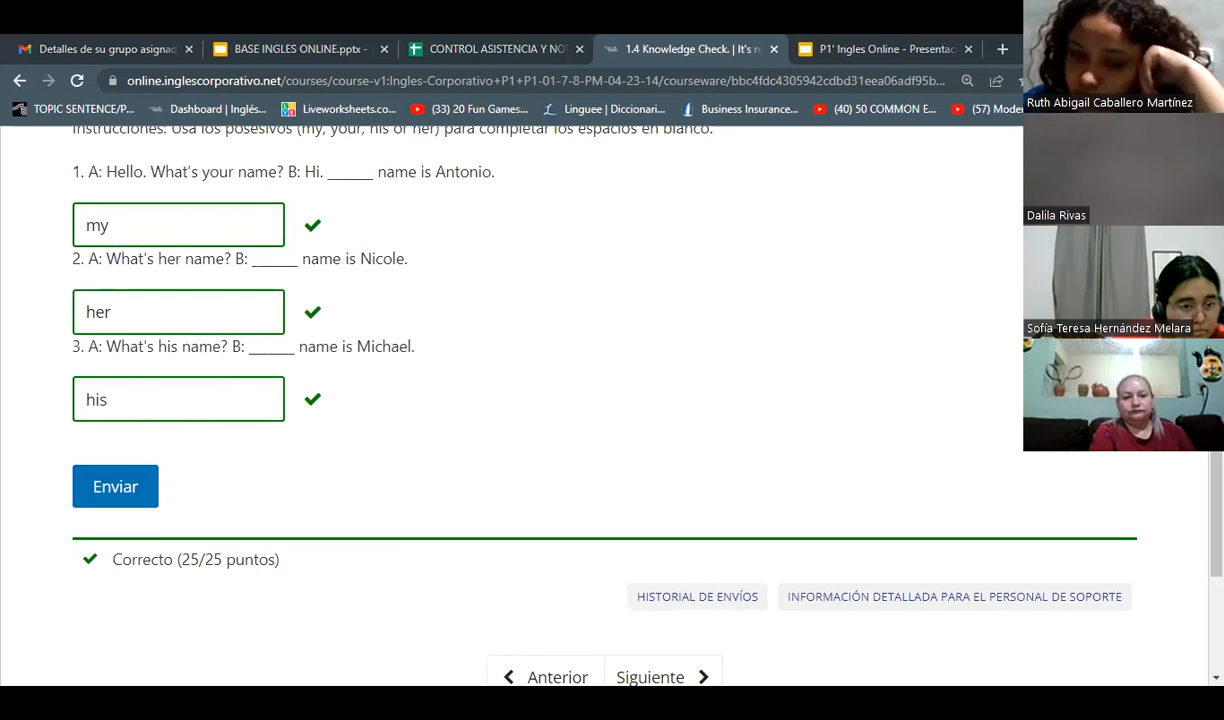 Detalles de su grupo asignad
BASE INGLES ONLINE.pptx -
CONTROL ASISTENCIA Y NO
1.4 Knowledge Check. | It's n
P1' Ingles Online - Presentac
online.inglescorporativo.net/courses/course-v1:Ingles-Corporativo+P1+P1-01-7-8-PM-04-23-14/courseware/bbc4fdc4305942cdbd31eea06adf95b...
TOPIC SENTENCE/P...
Dashboard | Inglés...
Liveworksheets.co...
(33) 20 Fun Games...
Linguee | Diccionari...
Business Insurance...
(40) 50 COMMON E...
(57) Mode
Instrucciones: Usa los posesivos (my, your, his or her) para completar los espacios en blanco.
1. A: Hello. What's your name? B: Hi. ______ name is Antonio.
my
2. A: What's her name? B: ______ name is Nicole.
her
3. A: What's his name? B: ______ name is Michael.
his
Enviar
Correcto (25/25 puntos)
HISTORIAL DE ENVÍOS
INFORMACIÓN DETALLADA PARA EL PERSONAL DE SOPORTE
Anterior
Siguiente
Ruth Abigail Caballero Martínez
Dalila Rivas
Sofía Teresa Hernández Melara